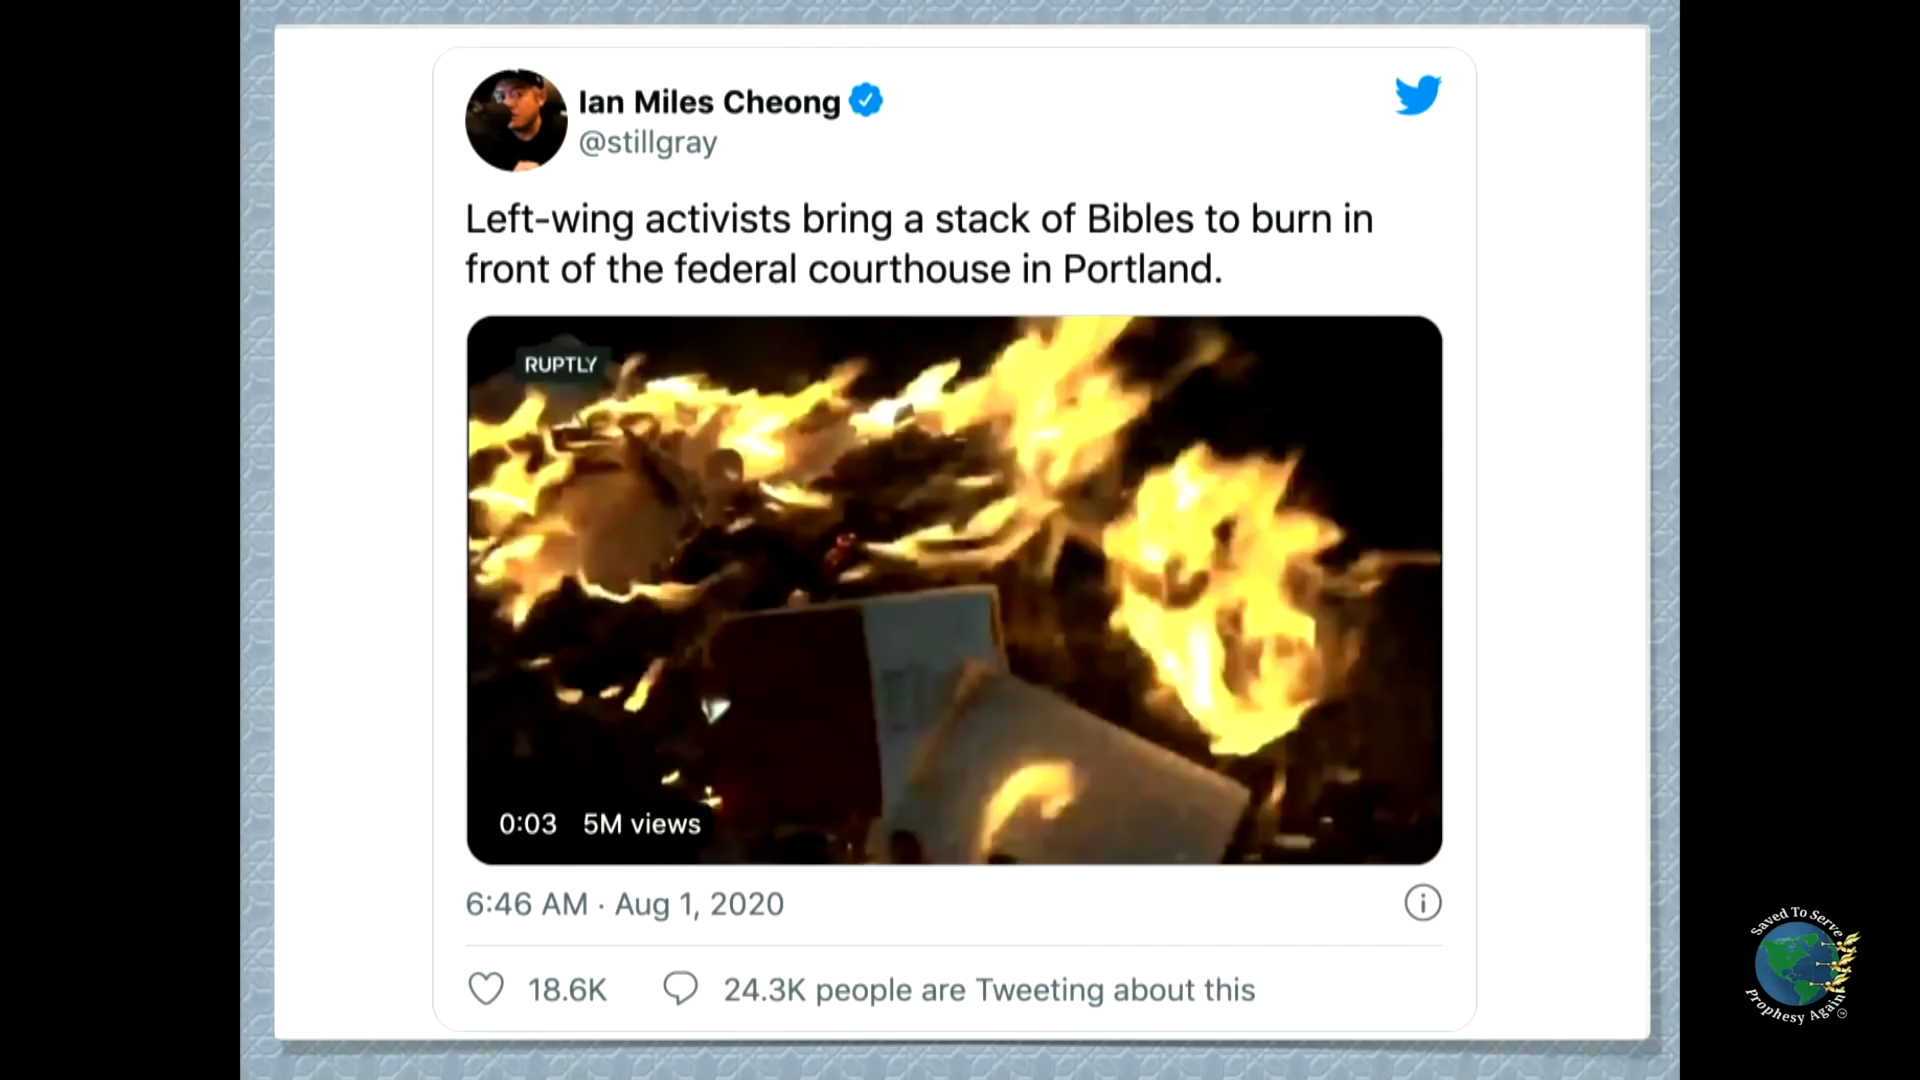 Ian Miles Cheong
@stillgray
Left-wing activists bring a stack of Bibles to burn in
front of the federal courthouse in Portland.
RUPTLY
0:03 5M views
6:46 AM · Aug 1, 2020
18.6K 24.3K people are Tweeting about this
Saved To Serve
Prophesy Again